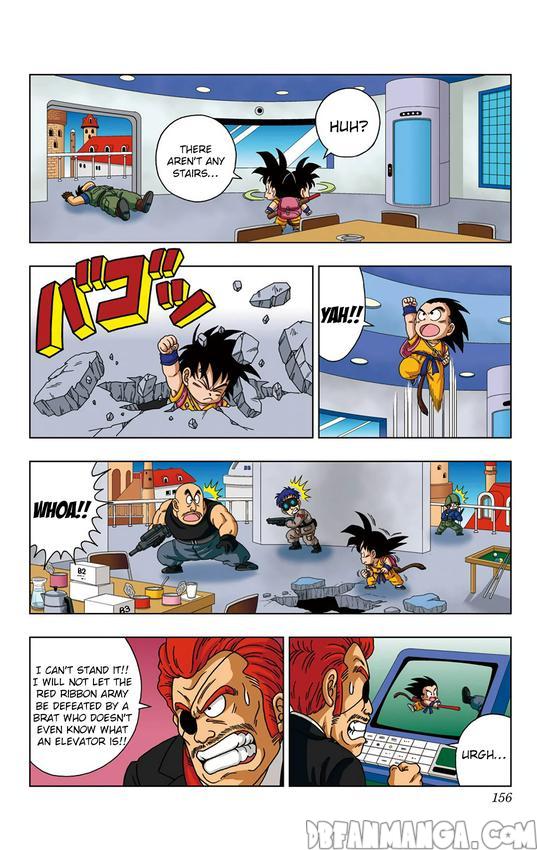 HUH?
THERE
AREN'T ANY
STAIRS...
YAH!!
バゴッ
WHOA!!
B2
B3
I CAN'T STAND IT!!
I WILL NOT LET THE
RED RIBBON ARMY
BE DEFEATED BY A
BRAT WHO DOESN'T
EVEN KNOW WHAT
AN ELEVATOR IS!!
URGH...
156
DBFANMANGA.COM